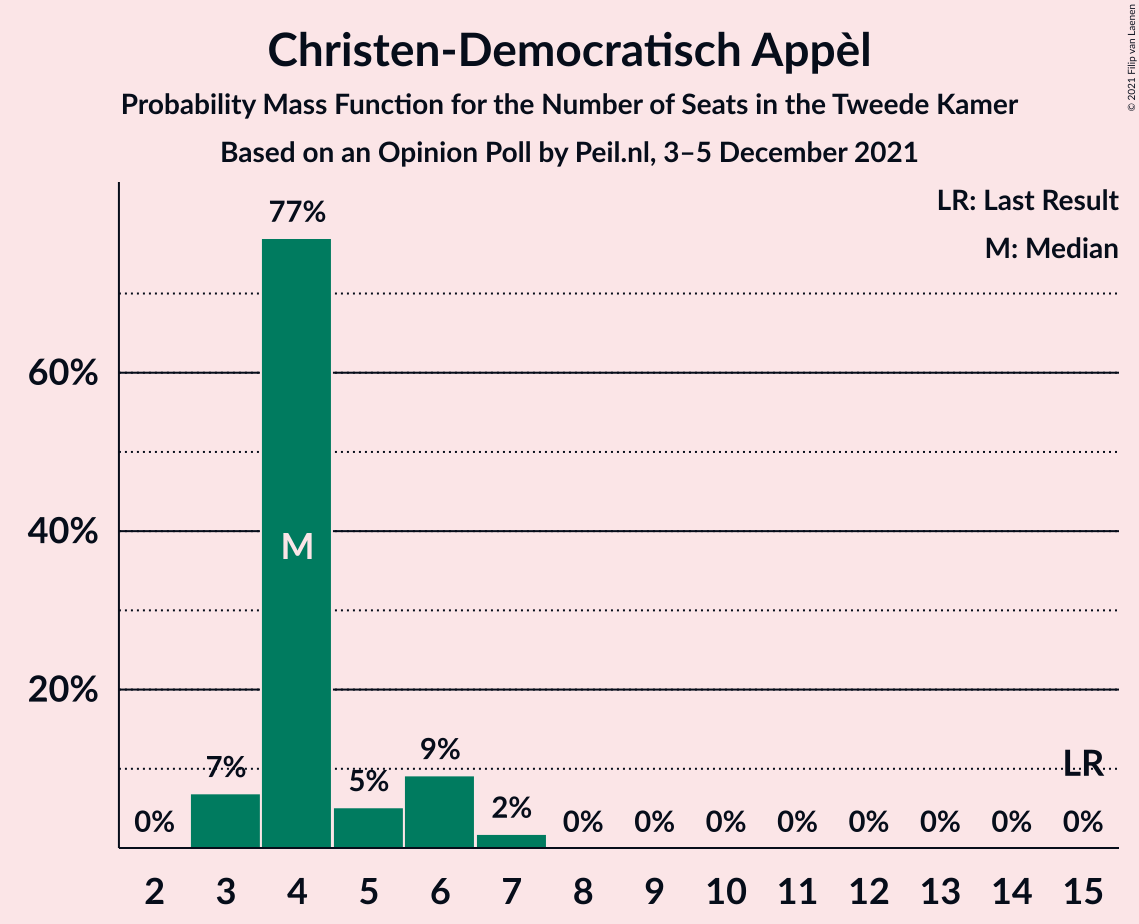 Christen-Democratisch Appèl
Probability Mass Function for the Number of Seats in the Tweede Kamer
Based on an Opinion Poll by Peil.nl, 3–5 December 2021
© 2021 Filip van Laenen
LR: Last Result
M: Median
77%
60%
40%
M
20%
0%
7%
5%
9%
2%
0%
0%
0%
0%
0%
0%
0%
LR
0%
2 3 4 5 6 7 8 9 10 11 12 13 14 15